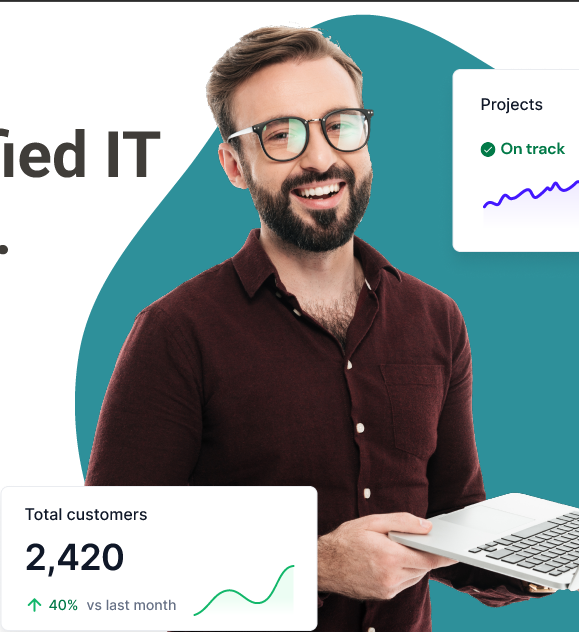 fied IT
.
Projects
On track
Total customers
2,420
40% vs last month